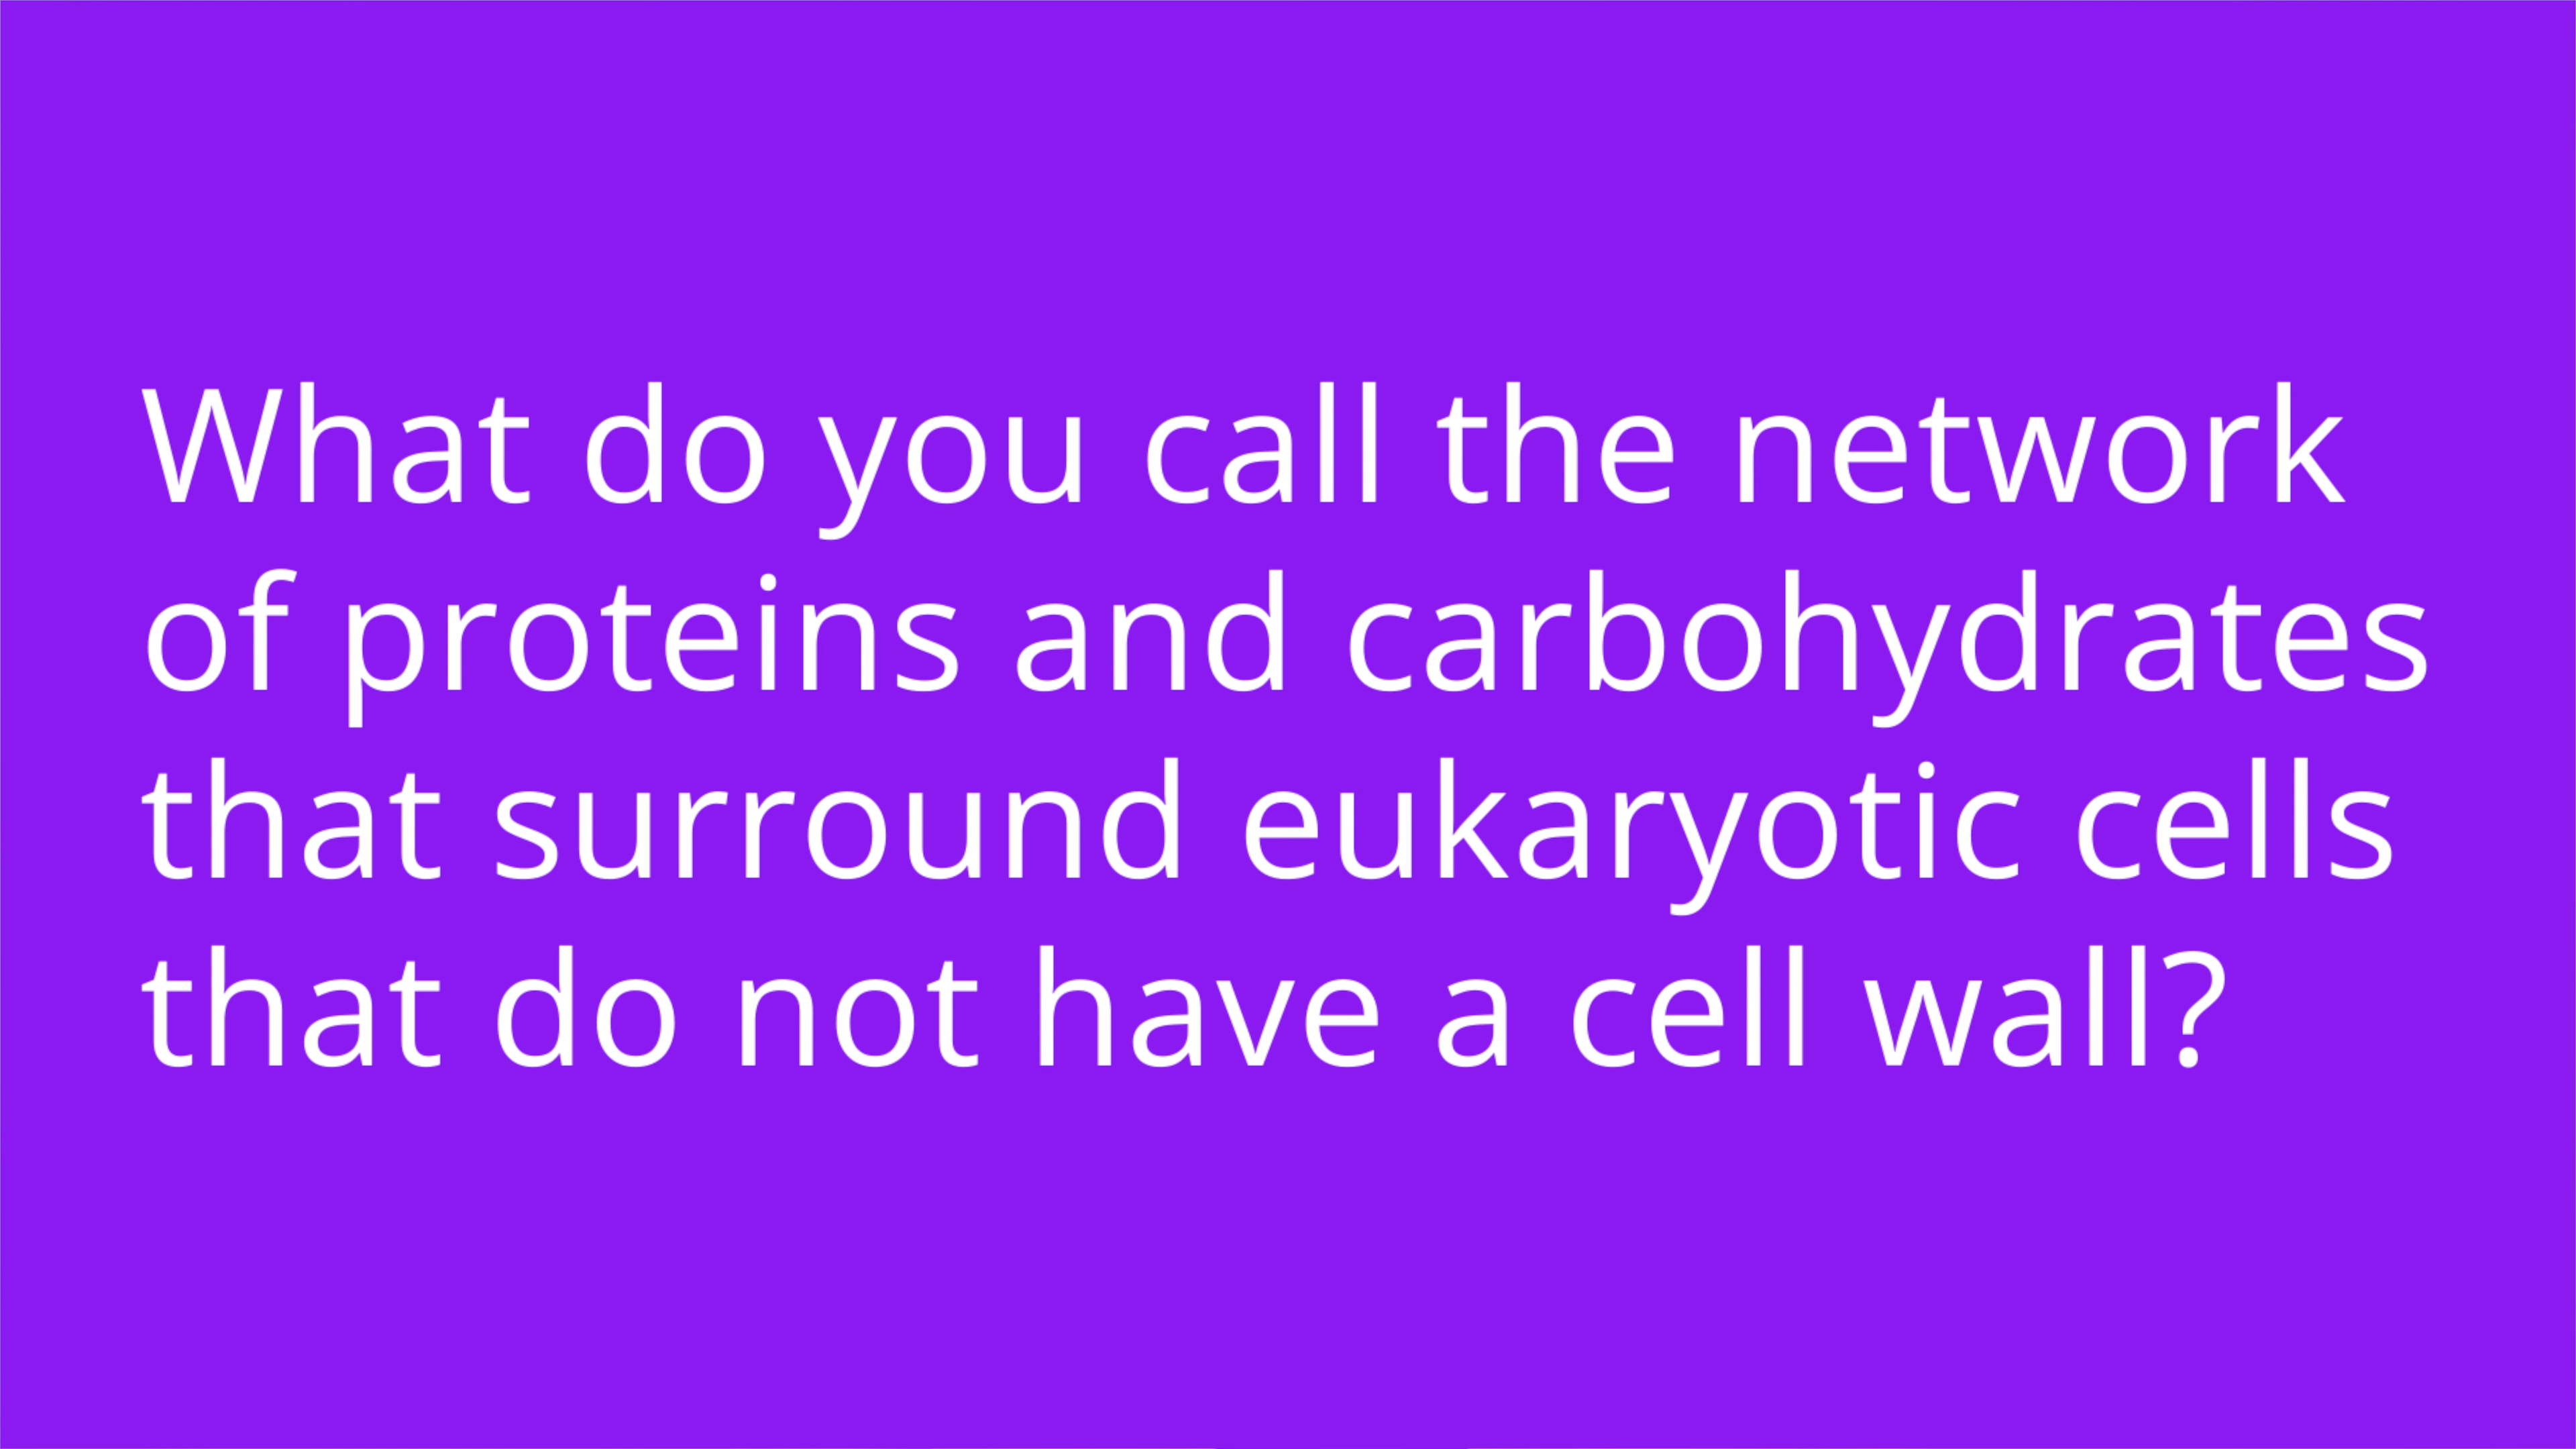 What do you call the network
of proteins and carbohydrates
that surround eukaryotic cells
that do not have a cell wall?